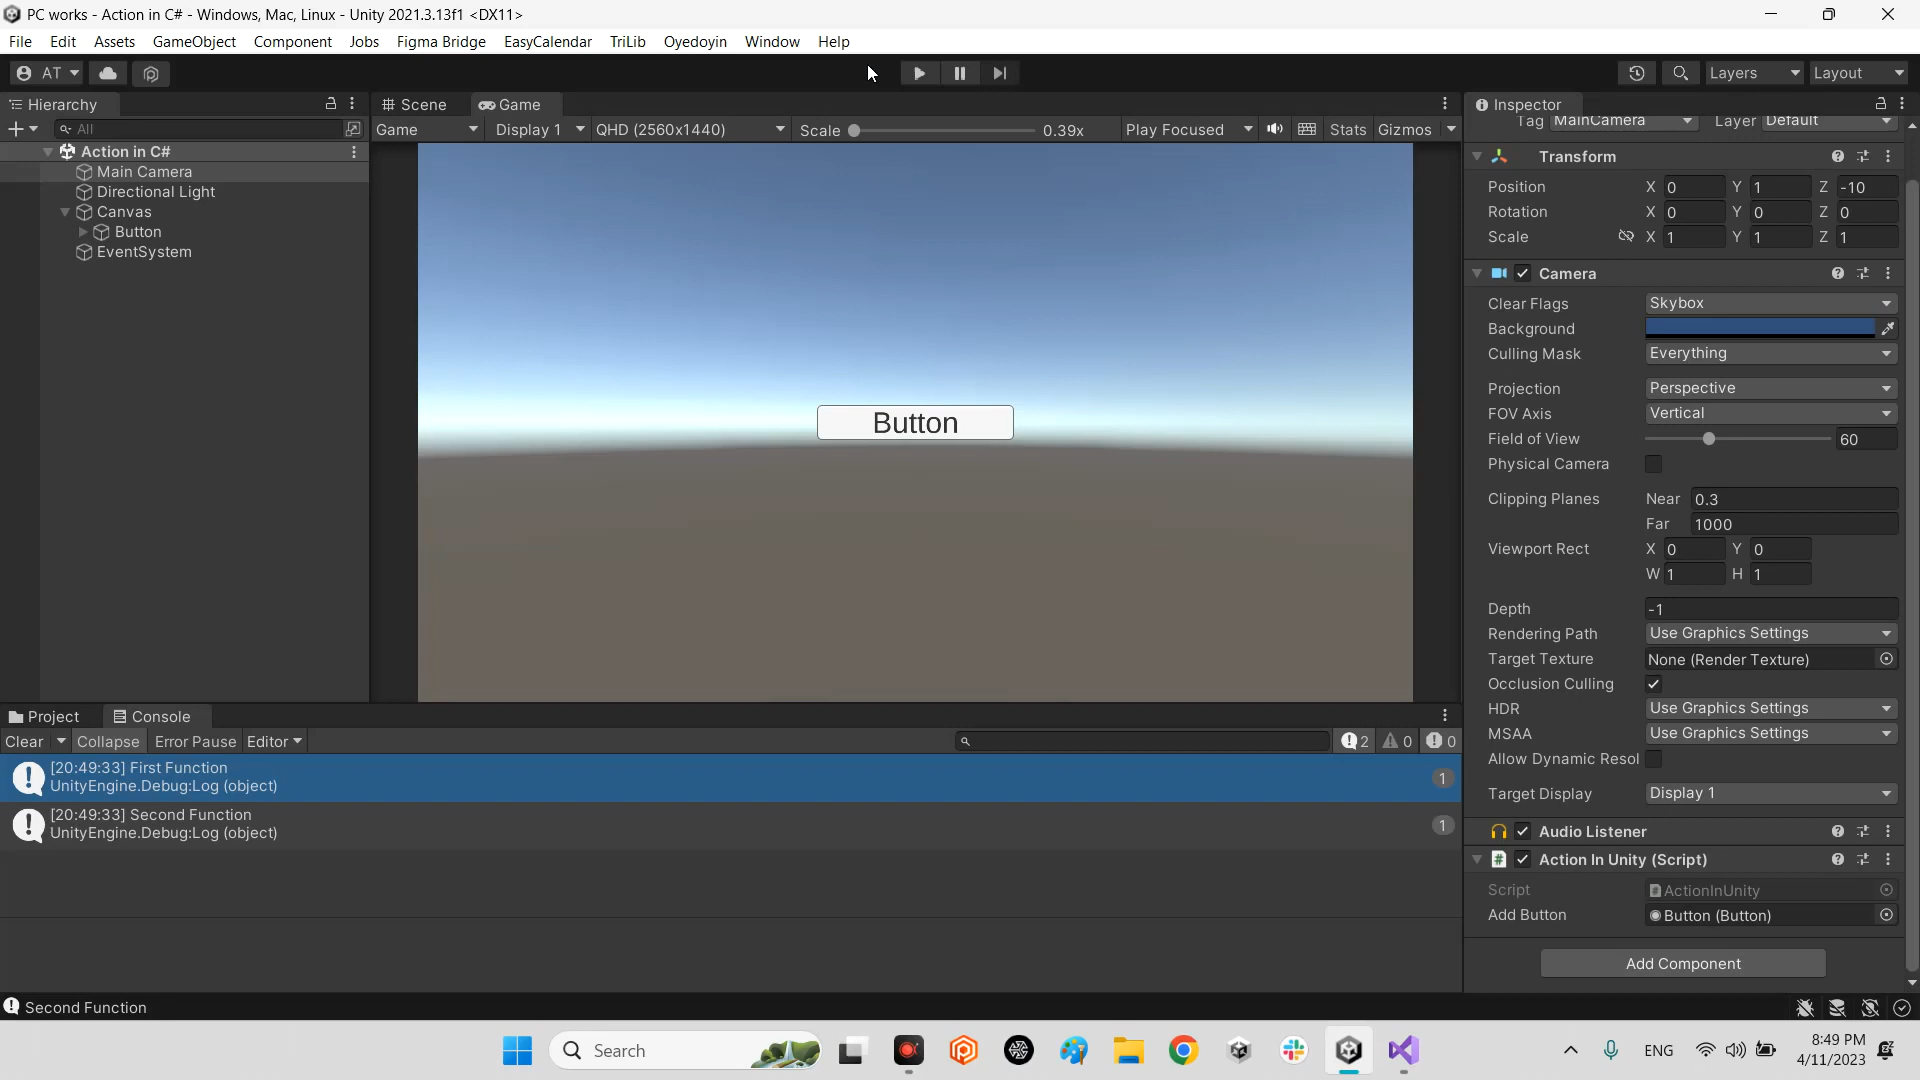 PC works - Action in C# - Windows, Mac, Linux - Unity 2021.3.13f1 <DX11>
File Edit Assets GameObject Component Jobs Figma Bridge EasyCalendar TriLib Oyedoyin Window Help
AT Layers Layout
Hierarchy
All
Action in C#
Main Camera
Directional Light
Canvas
Button
EventSystem
Scene Game
Game Display 1 QHD (2560x1440) Scale 0.39x Play Focused Stats Gizmos
Button
Project Console
Clear Collapse Error Pause Editor 2 0 0
[20:49:33] First Function
UnityEngine.Debug:Log (object)
1
[20:49:33] Second Function
UnityEngine.Debug:Log (object)
1
Second Function
Inspector
Tag MainCamera Layer Default
Transform
Position X 0 Y 1 Z -10
Rotation X 0 Y 0 Z 0
Scale X 1 Y 1 Z 1
Camera
Clear Flags Skybox
Background
Culling Mask Everything
Projection Perspective
FOV Axis Vertical
Field of View 60
Physical Camera
Clipping Planes Near 0.3
Far 1000
Viewport Rect X 0 Y 0
W 1 H 1
Depth -1
Rendering Path Use Graphics Settings
Target Texture None (Render Texture)
Occlusion Culling
HDR Use Graphics Settings
MSAA Use Graphics Settings
Allow Dynamic Resol
Target Display Display 1
Audio Listener
Action In Unity (Script)
Script ActionInUnity
Add Button Button (Button)
Add Component
Search
ENG
8:49 PM
4/11/2023